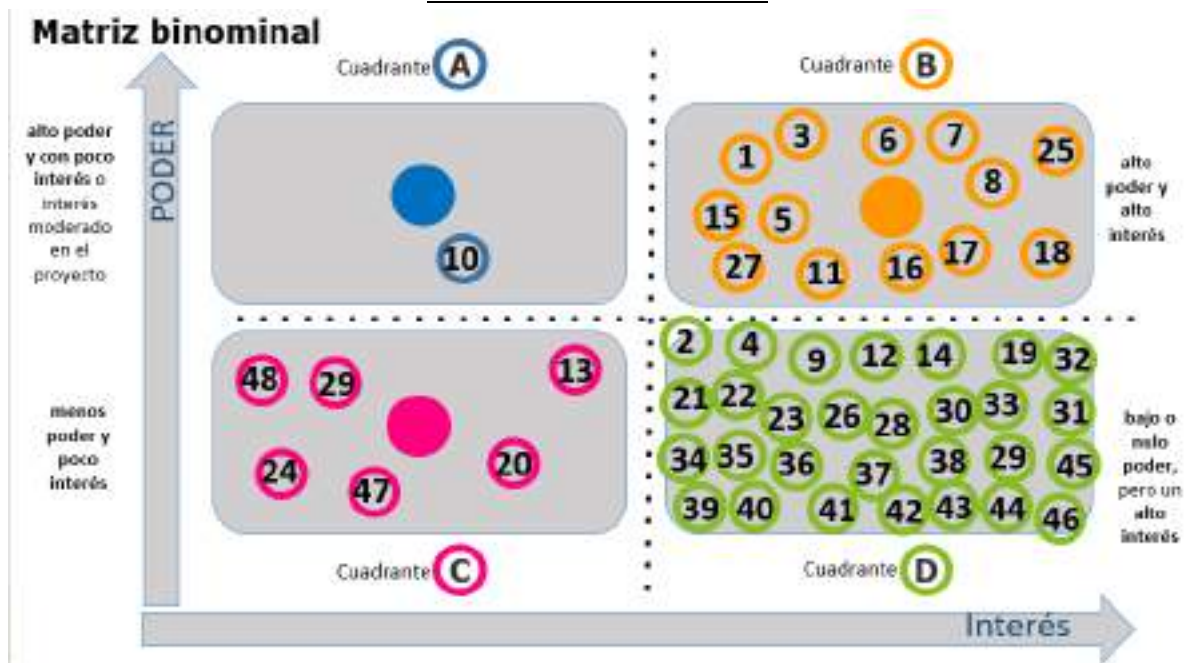 Matriz binominal
Cuadrante A
Cuadrante B
alto poder
y con poco
interés o
interés
moderado
en el
proyecto
PODER
10
1 3 6 7 25
8
15 5
27 11 16 17 18
alto
poder y
alto
interés
menos
poder y
poco
interés
48 29 13
24 47 20
2 4 9 12 14 19 32
21 22 23 26 28 30 33 31
34 35 36 37 38 29 45
39 40 41 42 43 44 46
bajo o
nulo
poder,
pero un
alto
interés
Cuadrante C
Cuadrante D
Interés